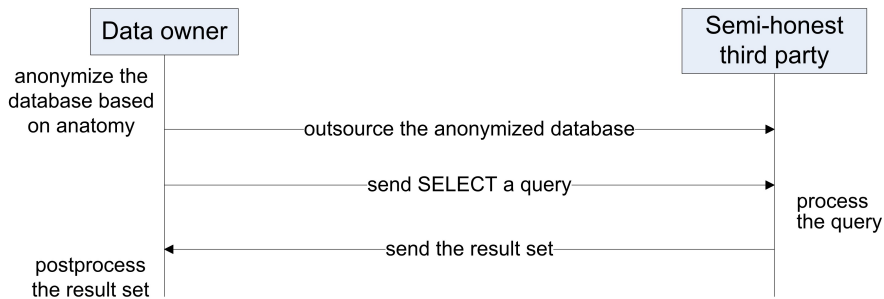 Data owner
Semi-honest
third party
anonymize the
database based
on anatomy
outsource the anonymized database
send SELECT a query
process
the query
send the result set
postprocess
the result set